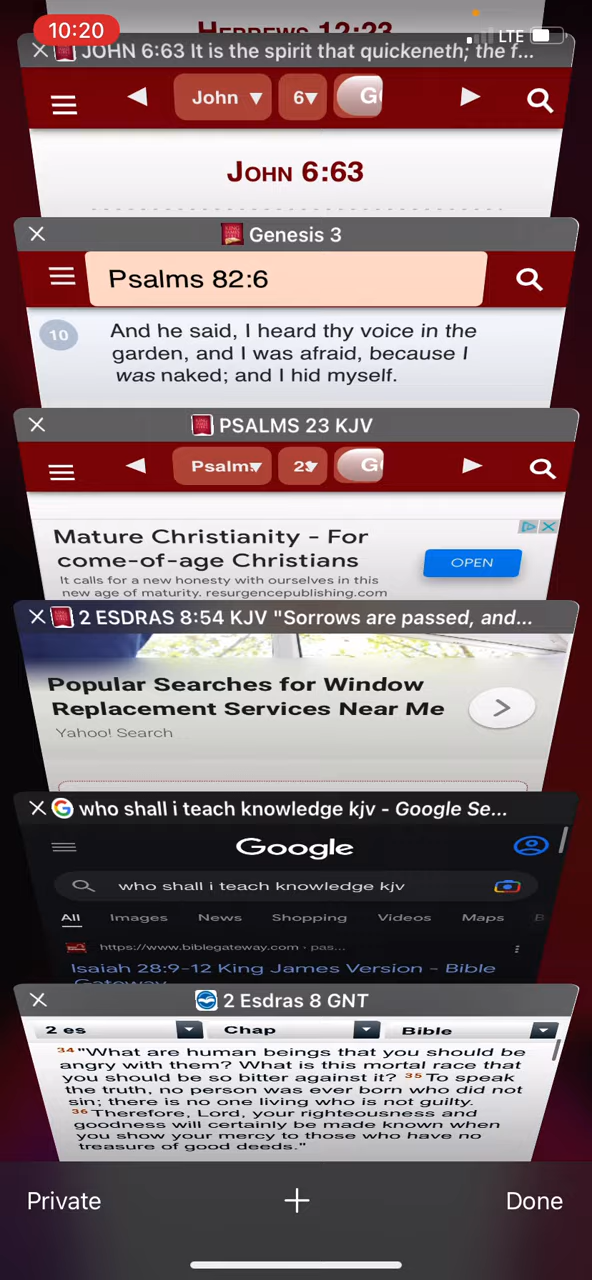 Hebrews 12:23
10:20
LTE
JOHN 6:63 It is the spirit that quickeneth; the f...
John ▼ 6▼ G
John 6:63
Genesis 3
Psalms 82:6
10 And he said, I heard thy voice in the
garden, and I was afraid, because I
was naked; and I hid myself.
PSALMS 23 KJV
Psalm▼ 23 G
Mature Christianity - For
come-of-age Christians
OPEN
It calls for a new honesty with ourselves in this
new age of maturity. resurgencepublishing.com
2 ESDRAS 8:54 KJV "Sorrows are passed, and...
Popular Searches for Window
Replacement Services Near Me
Yahoo! Search
who shall i teach knowledge kjv - Google Se...
Google
who shall i teach knowledge kjv
All Images News Shopping Videos Maps
https://www.biblegateway.com › pas...
Isaiah 28:9-12 King James Version - Bible
Gateway
2 Esdras 8 GNT
2 es Chap Bible
34 "What are human beings that you should be
angry with them? What is this mortal race that
you should be so bitter against it? 35 To speak
the truth, no person was ever born who did not
sin; there is no one living who is not guilty.
36 Therefore, Lord, your righteousness and
goodness will certainly be made known when
you show your mercy to those who have no
treasure of good deeds."
Private + Done